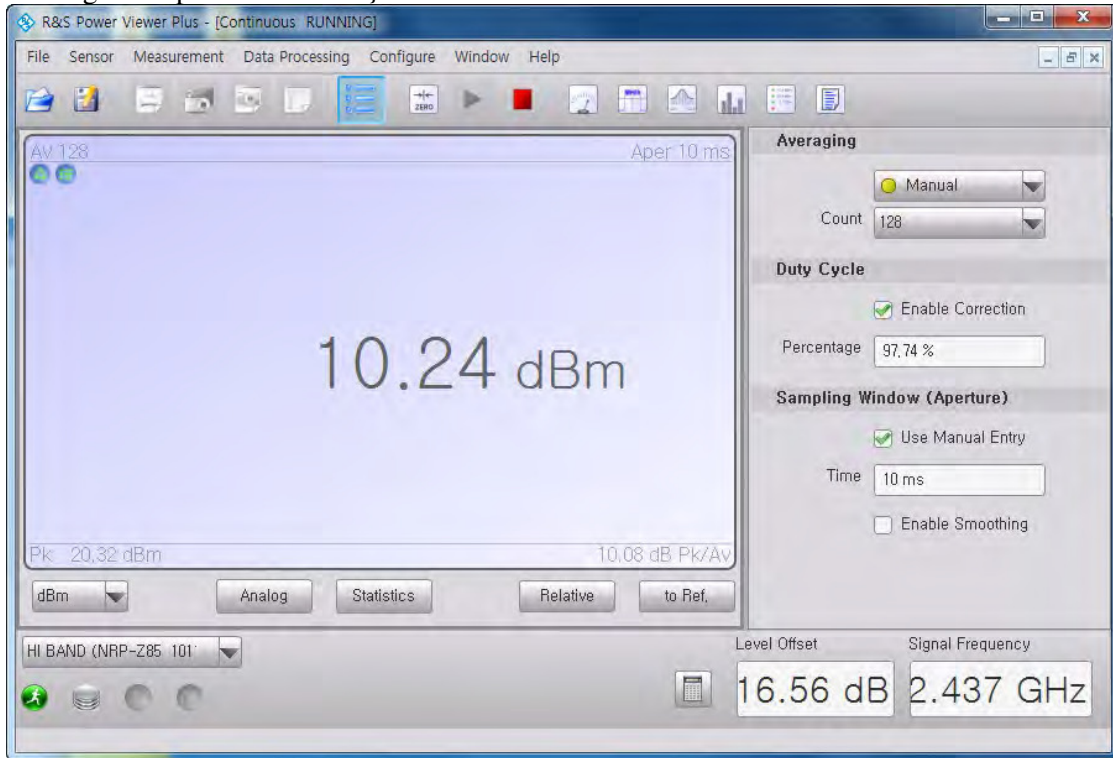 R&S Power Viewer Plus - [Continuous RUNNING]
File Sensor Measurement Data Processing Configure Window Help
ZERO
AV 128 Aper 10 ms
10.24 dBm
Pk 20,32 dBm 10,08 dB Pk/Av
dBm Analog Statistics Relative to Ref,
Averaging
Manual
Count 128
Duty Cycle
Enable Correction
Percentage 97,74 %
Sampling Window (Aperture)
Use Manual Entry
Time 10 ms
Enable Smoothing
HI BAND (NRP-Z85 101
Level Offset Signal Frequency
16.56 dB 2.437 GHz